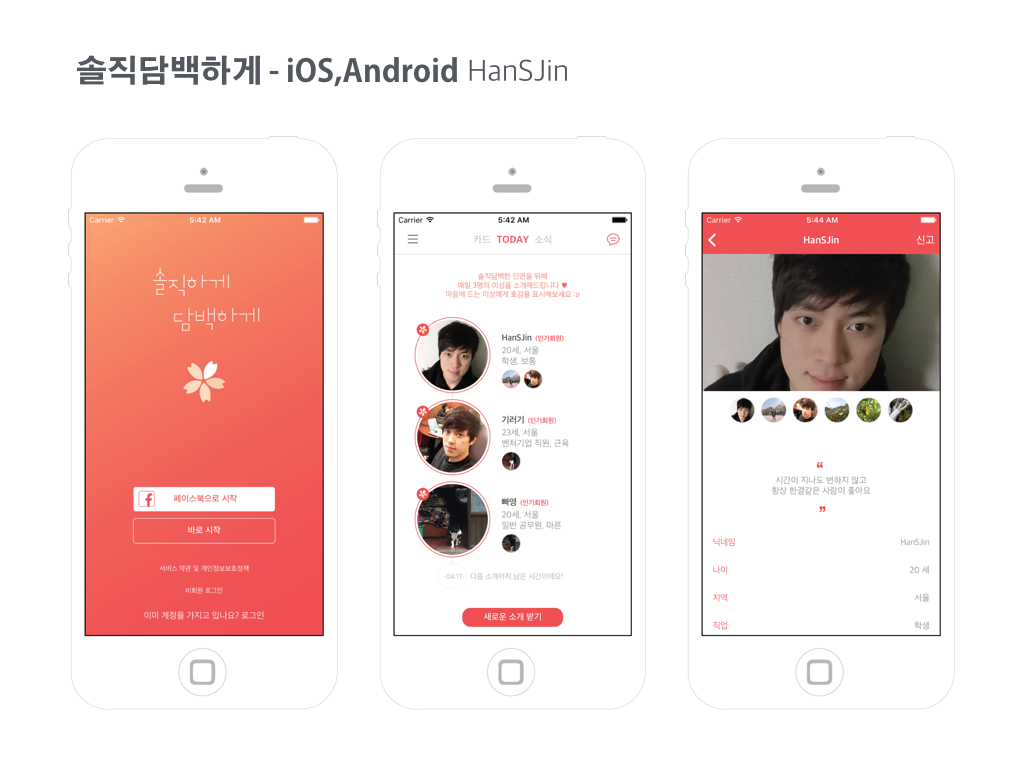 솔직담백하게 - iOS,Android HanSJin
Carrier 5:42 AM
솔직하게
담백하게
페이스북으로 시작
바로 시작
서비스 약관 및 개인정보보호정책
비회원 로그인
이미 계정을 가지고 있나요? 로그인
Carrier 5:42 AM
카드 TODAY 소식
솔직담백한 인연을 위해
매일 3명의 이성을 소개해드립니다 ♥
마음에 드는 이성에게 호감을 표시해보세요 :p
HanSJin (인기회원)
20세, 서울
학생, 보통
기러기 (인기회원)
23세, 서울
벤처기업 직원, 근육
빠영 (인기회원)
20세, 서울
일반 공무원, 마른
-04:17 다음 소개까지 남은 시간이에요!
새로운 소개 받기
Carrier 5:44 AM
HanSJin 신고
“
시간이 지나도 변하지 않고
항상 한결같은 사람이 좋아요
”
닉네임 HanSJin
나이 20 세
지역 서울
직업 학생